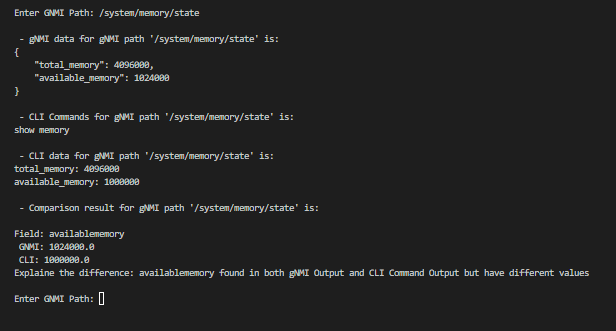 Enter GNMI Path: /system/memory/state
- gNMI data for gNMI path '/system/memory/state' is:
{
"total_memory": 4096000,
"available_memory": 1024000
}
- CLI Commands for gNMI path '/system/memory/state' is:
show memory
- CLI data for gNMI path '/system/memory/state' is:
total_memory: 4096000
available_memory: 1000000
- Comparison result for gNMI path '/system/memory/state' is:
Field: availablememory
GNMI: 1024000.0
CLI: 1000000.0
Explaine the difference: availablememory found in both gNMI Output and CLI Command Output but have different values
Enter GNMI Path: